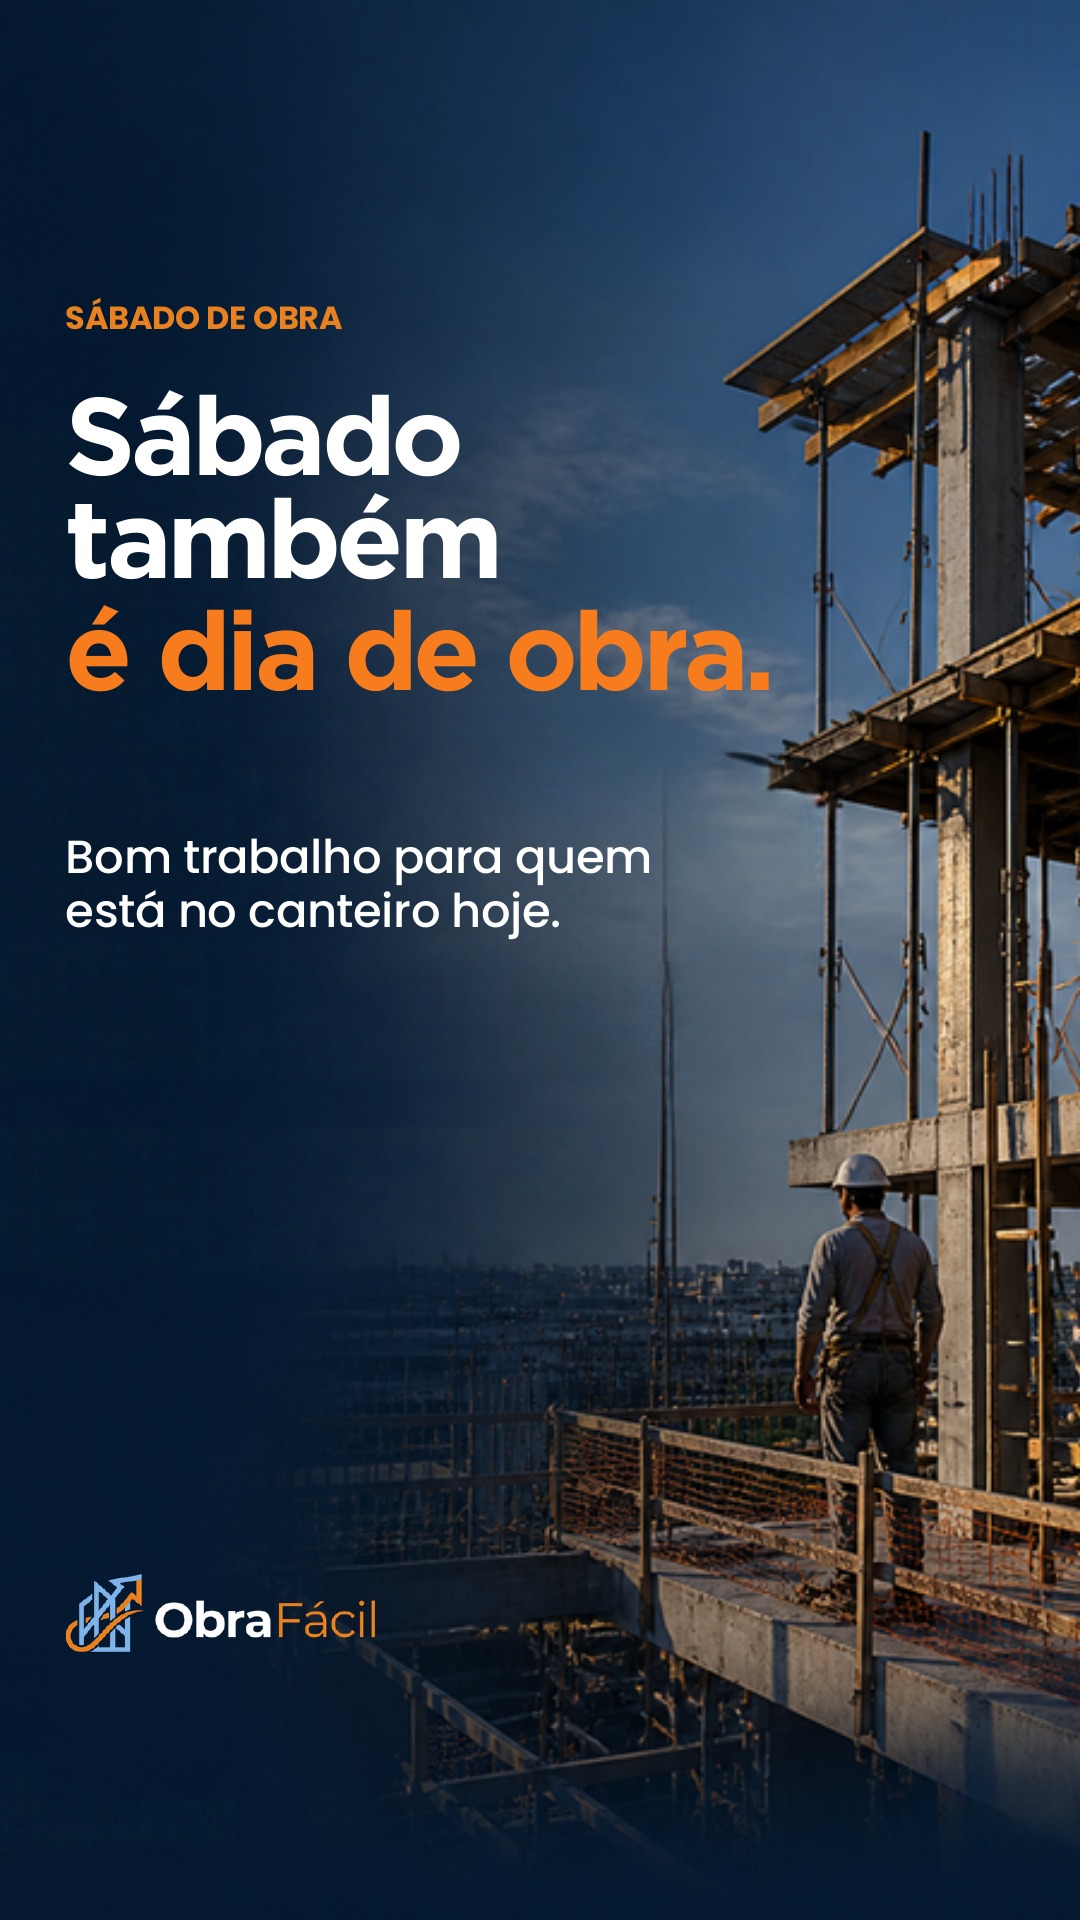 SÁBADO DE OBRA
Sábado
também
é dia de obra.
Bom trabalho para quem
está no canteiro hoje.
ObraFácil